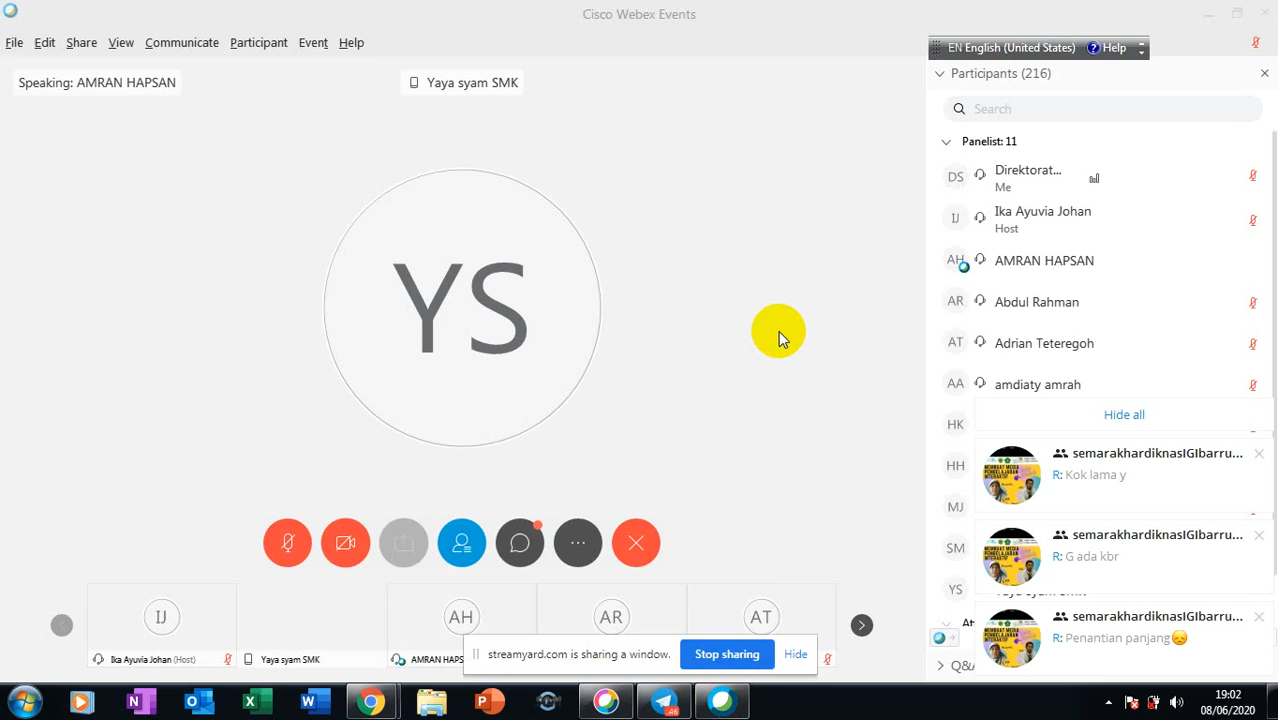 Cisco Webex Events
File Edit Share View Communicate Participant Event Help
EN English (United States) ? Help
Speaking: AMRAN HAPSAN
Yaya syam SMK
YS
Participants (216)
Search
Panelist: 11
DS Direktorat...
Me
IJ Ika Ayuvia Johan
Host
AH AMRAN HAPSAN
AR Abdul Rahman
AT Adrian Teteregoh
AA amdiaty amrah
HK
HH
MJ
SM
YS
Hide all
semarakhardiknasIGIbarru...
R: Kok lama y
semarakhardiknasIGIbarru...
R: G ada kbr
semarakhardiknasIGIbarru...
R: Penantian panjang😞
IJ
AH
AR
AT
Ika Ayuvia Johan (Host)
Yaya syam SMK
AMRAN HAPS
streamyard.com is sharing a window.
Stop sharing
Hide
19:02
08/06/2020